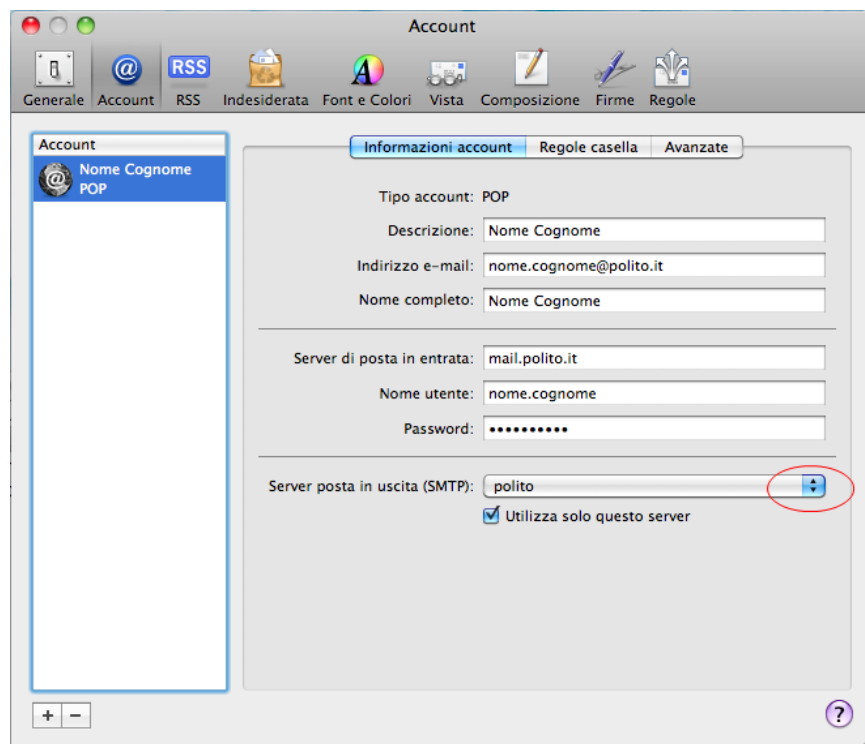 Account
RSS
Generale Account RSS Indesiderata Font e Colori Vista Composizione Firme Regole
Account
Nome Cognome
POP
Informazioni account Regole casella Avanzate
Tipo account: POP
Descrizione: Nome Cognome
Indirizzo e-mail: nome.cognome@polito.it
Nome completo: Nome Cognome
Server di posta in entrata: mail.polito.it
Nome utente: nome.cognome
Password: ••••••••••
Server posta in uscita (SMTP): polito
Utilizza solo questo server
+ − ?